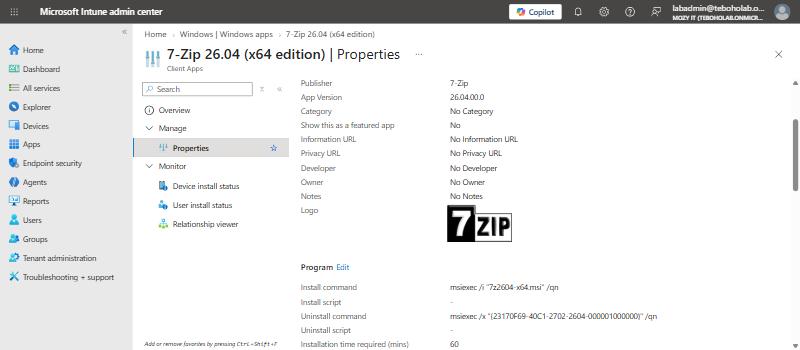 Microsoft Intune admin center
Copilot
labadmin@teboholab.o...
MOZY IT (TEBOHOLAB.ONMICR...
Home
Dashboard
All services
Explorer
Devices
Apps
Endpoint security
Agents
Reports
Users
Groups
Tenant administration
Troubleshooting + support
Home > Windows | Windows apps > 7-Zip 26.04 (x64 edition)
7-Zip 26.04 (x64 edition) | Properties ...
Client Apps
Search
Overview
Manage
Properties
Monitor
Device install status
User install status
Relationship viewer
Add or remove favorites by pressing Ctrl+Shift+F
Publisher 7-Zip
App Version 26.04.00.0
Category No Category
Show this as a featured app No
Information URL No Information URL
Privacy URL No Privacy URL
Developer No Developer
Owner No Owner
Notes No Notes
Logo
7ZIP
Program Edit
Install command msiexec /i "7z2604-x64.msi" /qn
Install script -
Uninstall command msiexec /x "{23170F69-40C1-2702-2604-000001000000}" /qn
Uninstall script -
Installation time required (mins) 60